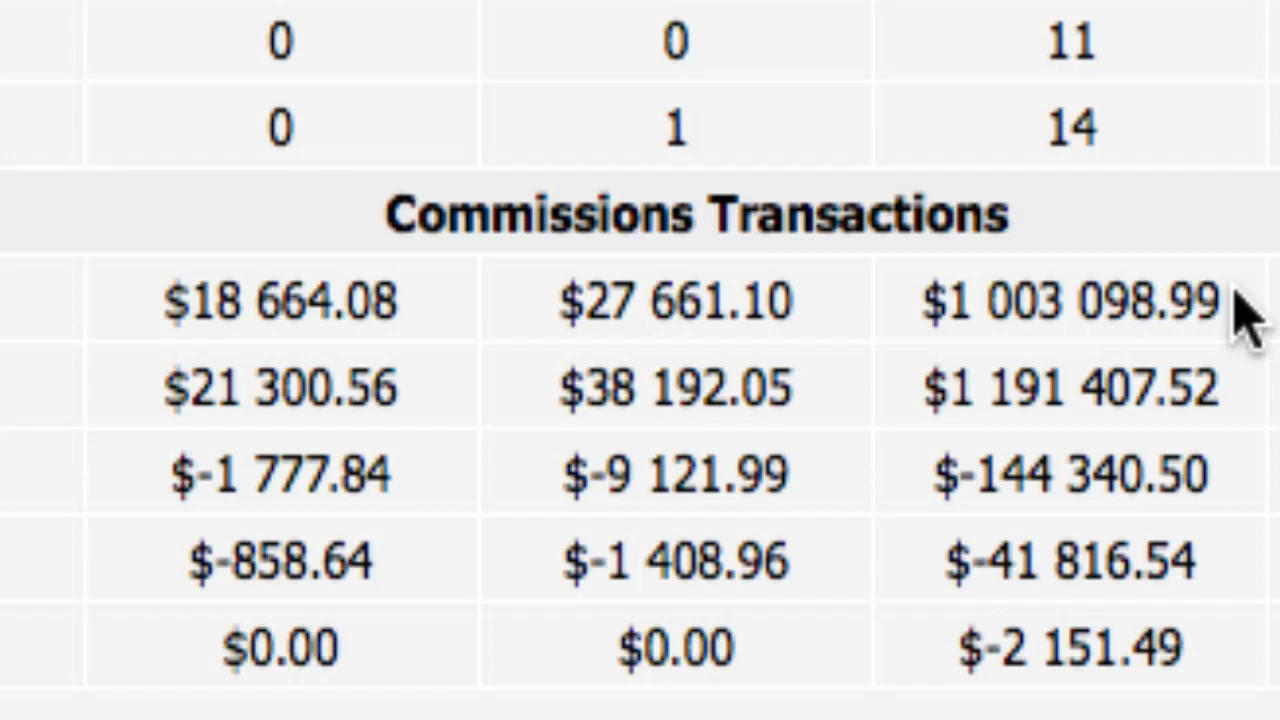 0 0 11
0 1 14
Commissions Transactions
$18 664.08 $27 661.10 $1 003 098.99
$21 300.56 $38 192.05 $1 191 407.52
$-1 777.84 $-9 121.99 $-144 340.50
$-858.64 $-1 408.96 $-41 816.54
$0.00 $0.00 $-2 151.49